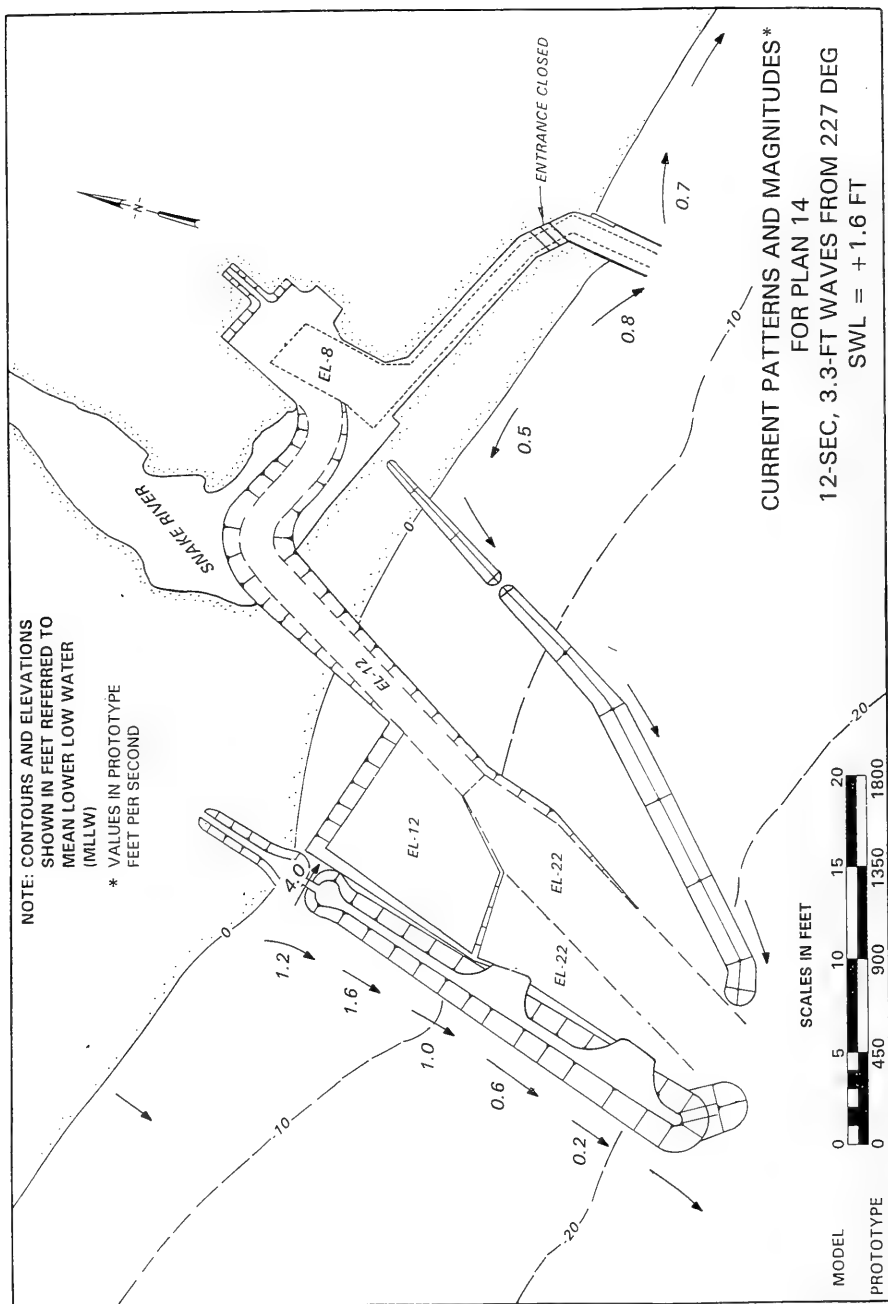 NOTE: CONTOURS AND ELEVATIONS
SHOWN IN FEET REFERRED TO
MEAN LOWER LOW WATER
(MLLW)
* VALUES IN PROTOTYPE
FEET PER SECOND
SNAKE RIVER
-N-
ENTRANCE CLOSED
EL-8
EL-12
EL-12
EL-22
EL-22
0
0
-10
-10
-20
-20
4.0
1.2
1.6
1.0
0.6
0.2
0.5
0.8
0.7
CURRENT PATTERNS AND MAGNITUDES*
FOR PLAN 14
12-SEC, 3.3-FT WAVES FROM 227 DEG
SWL = +1.6 FT
SCALES IN FEET
MODEL 0 5 10 15 20
PROTOTYPE 0 450 900 1350 1800